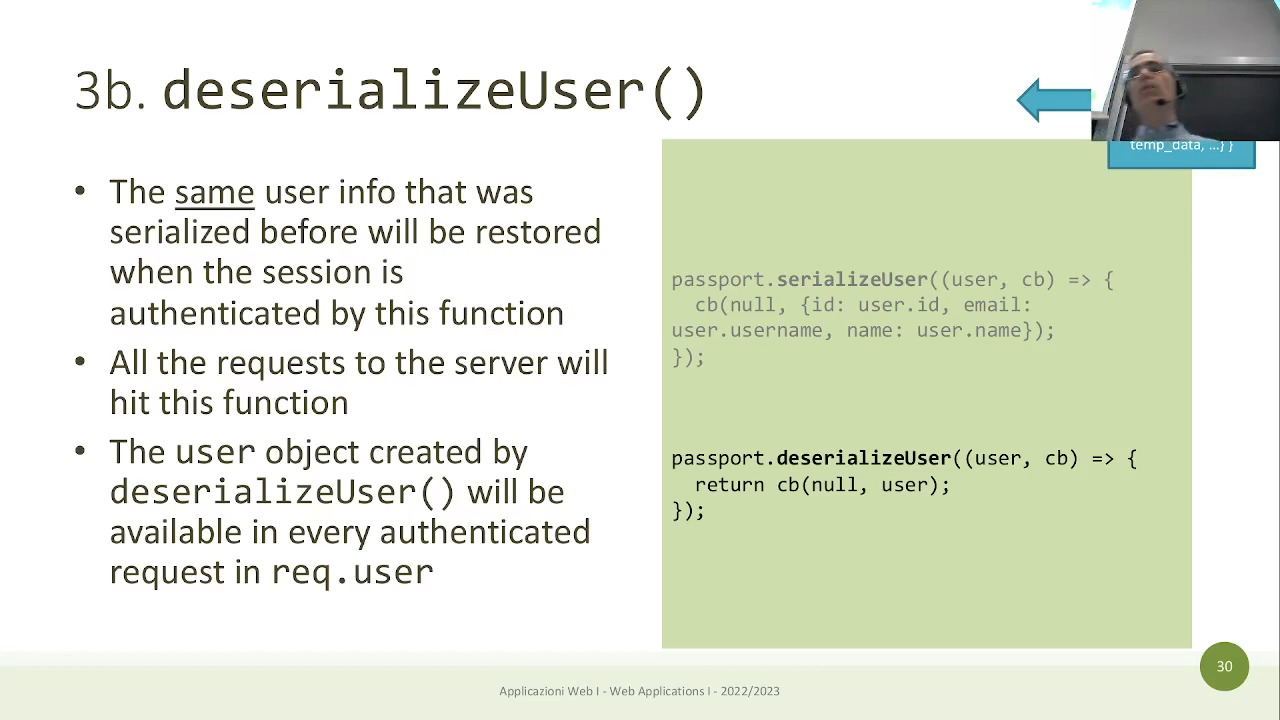 3b. deserializeUser()
temp_data, ...} }
• The same user info that was
serialized before will be restored
when the session is
authenticated by this function
• All the requests to the server will
hit this function
• The user object created by
deserializeUser() will be
available in every authenticated
request in req.user
passport.serializeUser((user, cb) => {
  cb(null, {id: user.id, email:
user.username, name: user.name});
});
passport.deserializeUser((user, cb) => {
  return cb(null, user);
});
30
Applicazioni Web I - Web Applications I - 2022/2023